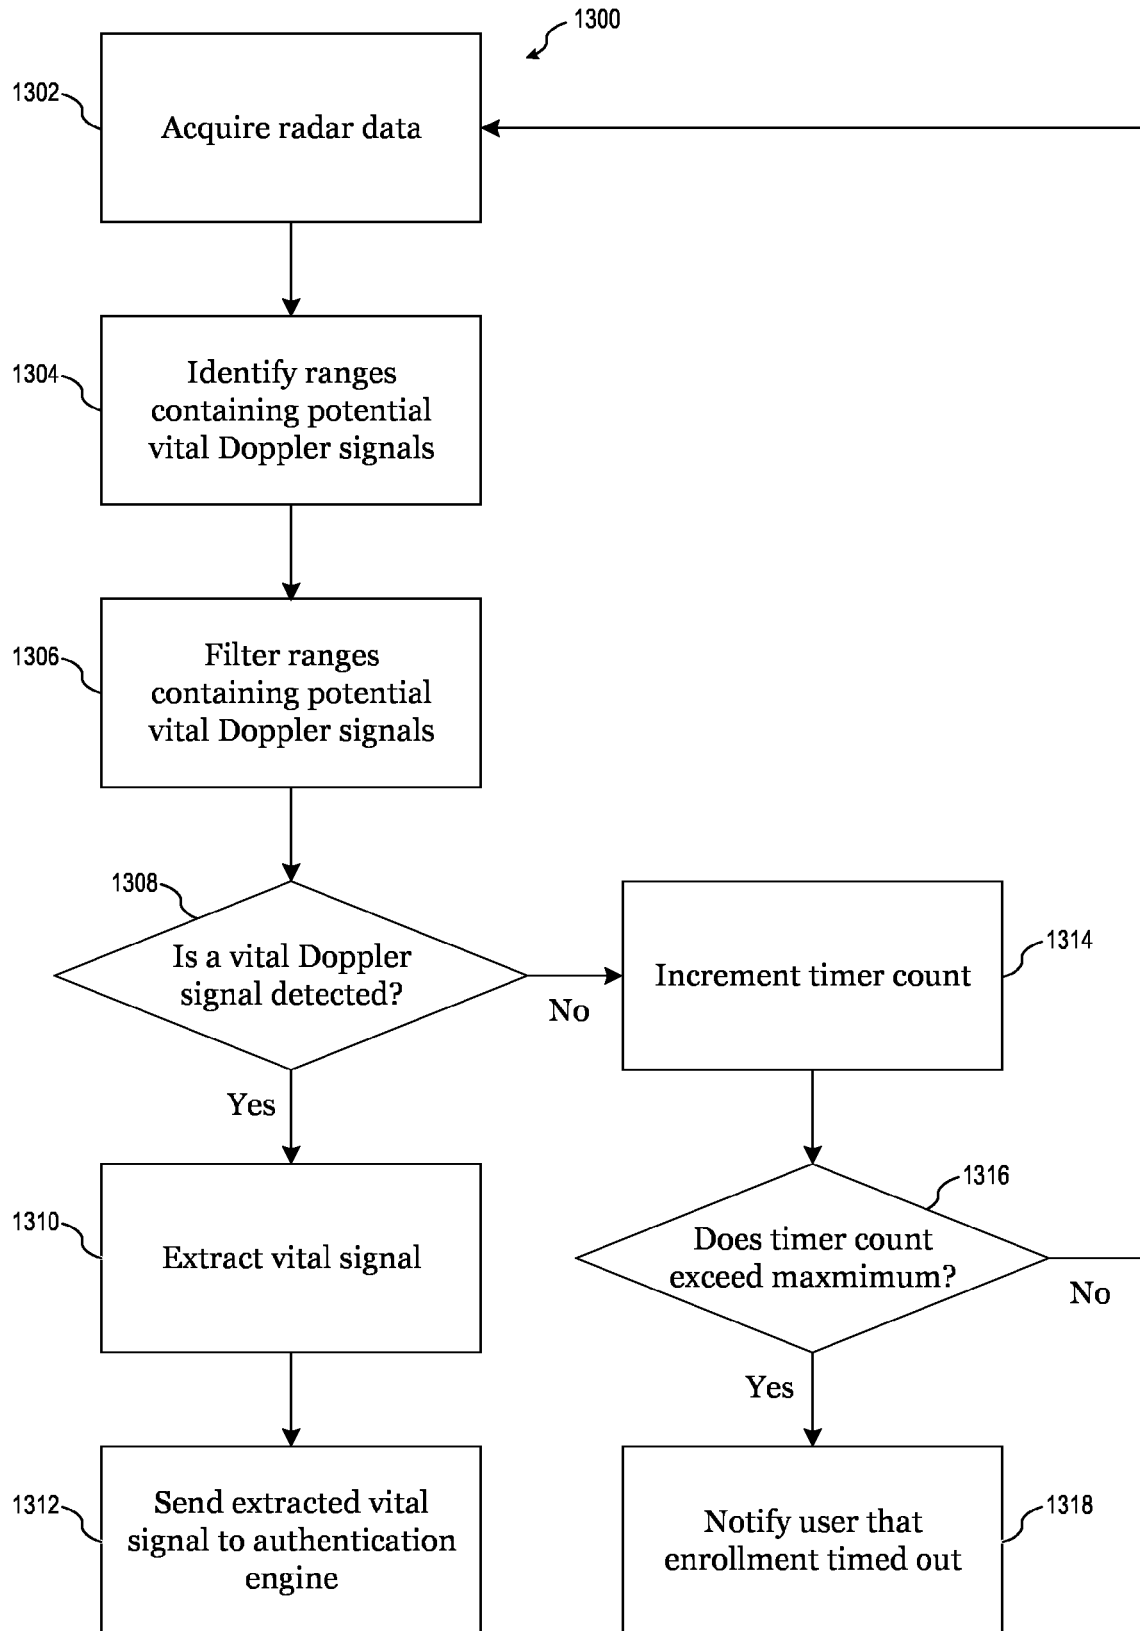 1300
1302
Acquire radar data
1304
Identify ranges
containing potential
vital Doppler signals
1306
Filter ranges
containing potential
vital Doppler signals
1308
Is a vital Doppler
signal detected?
No
Yes
1314
Increment timer count
1310
Extract vital signal
1316
Does timer count
exceed maxmimum?
No
Yes
1312
Send extracted vital
signal to authentication
engine
1318
Notify user that
enrollment timed out